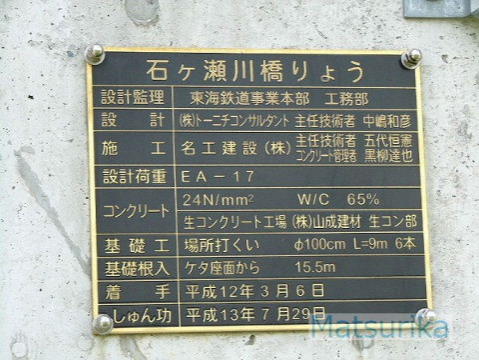 石ヶ瀬川橋りょう
設計監理 東海鉄道事業本部 工務部
設計 (株)トーニチコンサルタント 主任技術者 中嶋和彦
施工 名工建設(株) 主任技術者 五代恒憲
コンクリート管理者 黒柳達也
設計荷重 EA-17
コンクリート 24N/mm² W/C 65%
生コンクリート工場 (株)山成建材 生コン部
基礎工 場所打くい φ100cm L=9m 6本
基礎根入 ケタ座面から 15.5m
着手 平成12年3月6日
しゅん功 平成13年7月29日
Matsurika